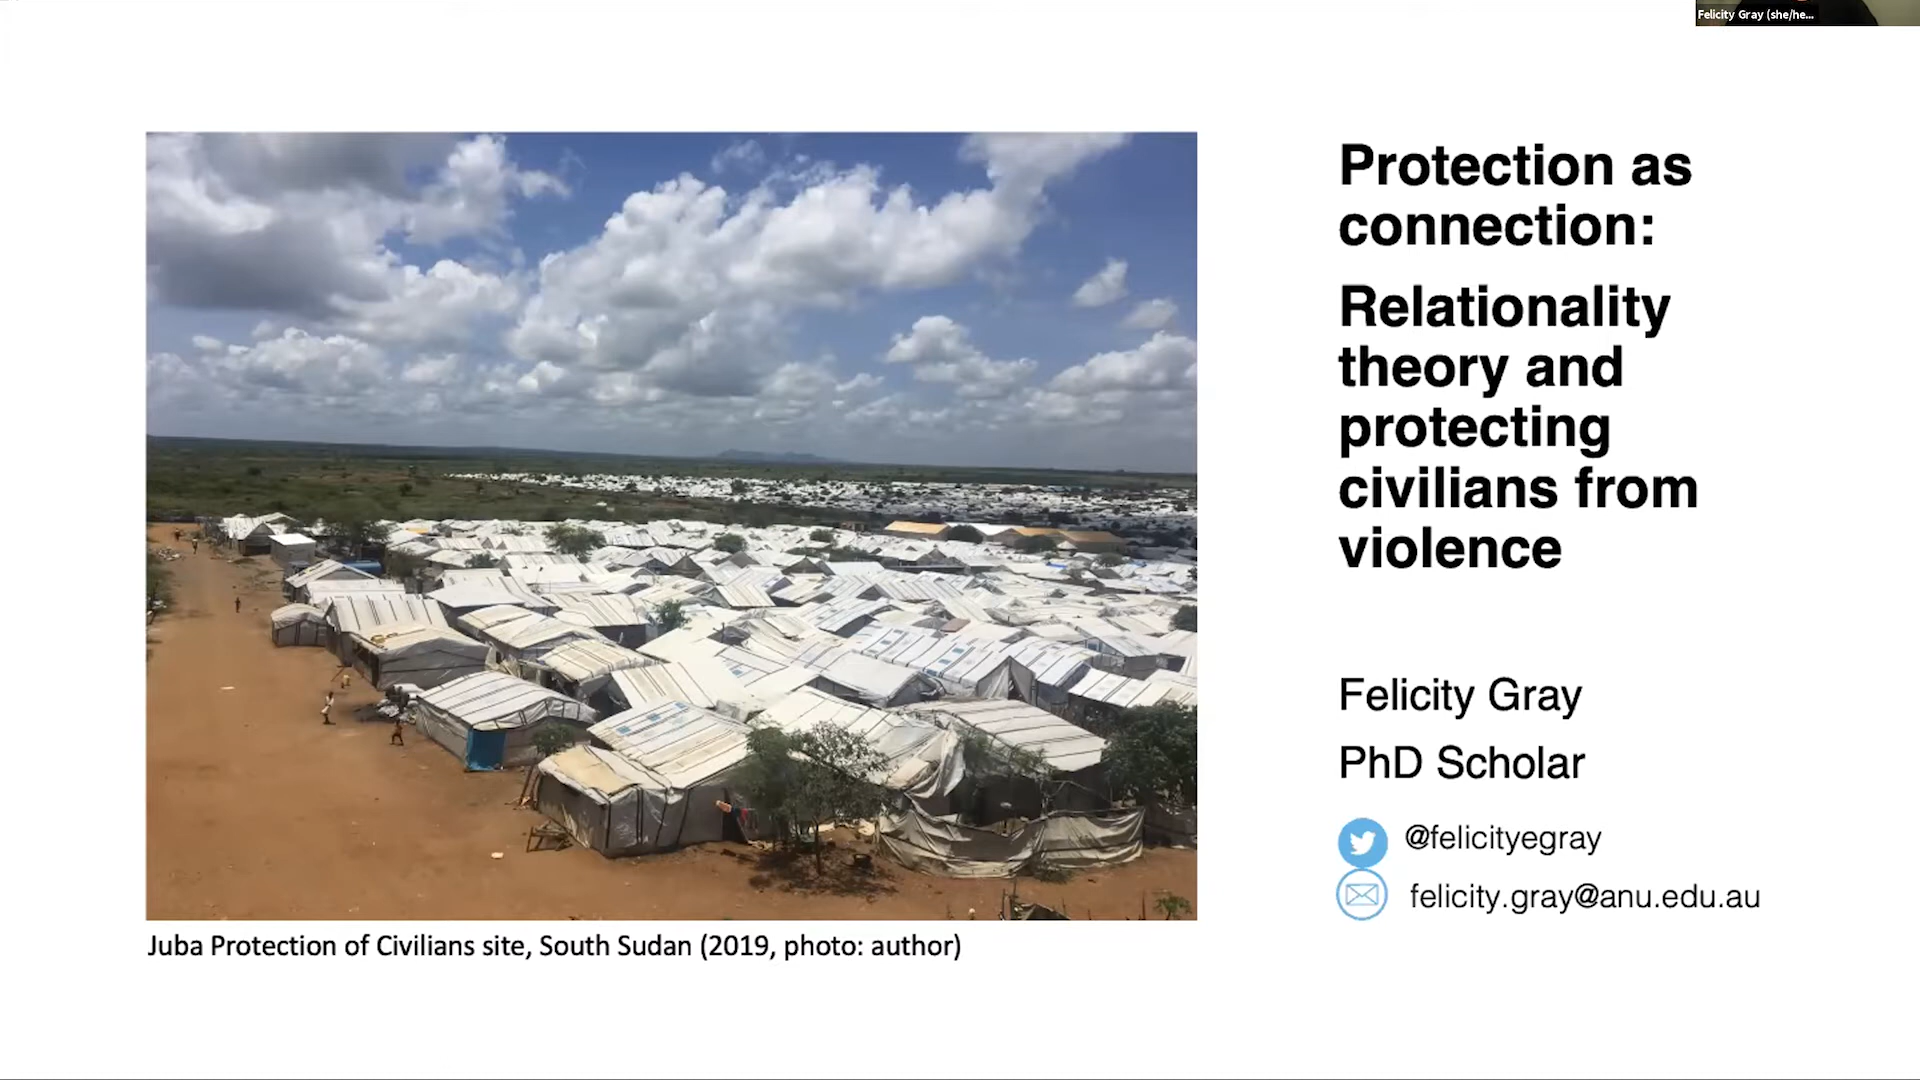 Felicity Gray (she/he...
Protection as
connection:
Relationality
theory and
protecting
civilians from
violence
Felicity Gray
PhD Scholar
@felicityegray
felicity.gray@anu.edu.au
Juba Protection of Civilians site, South Sudan (2019, photo: author)